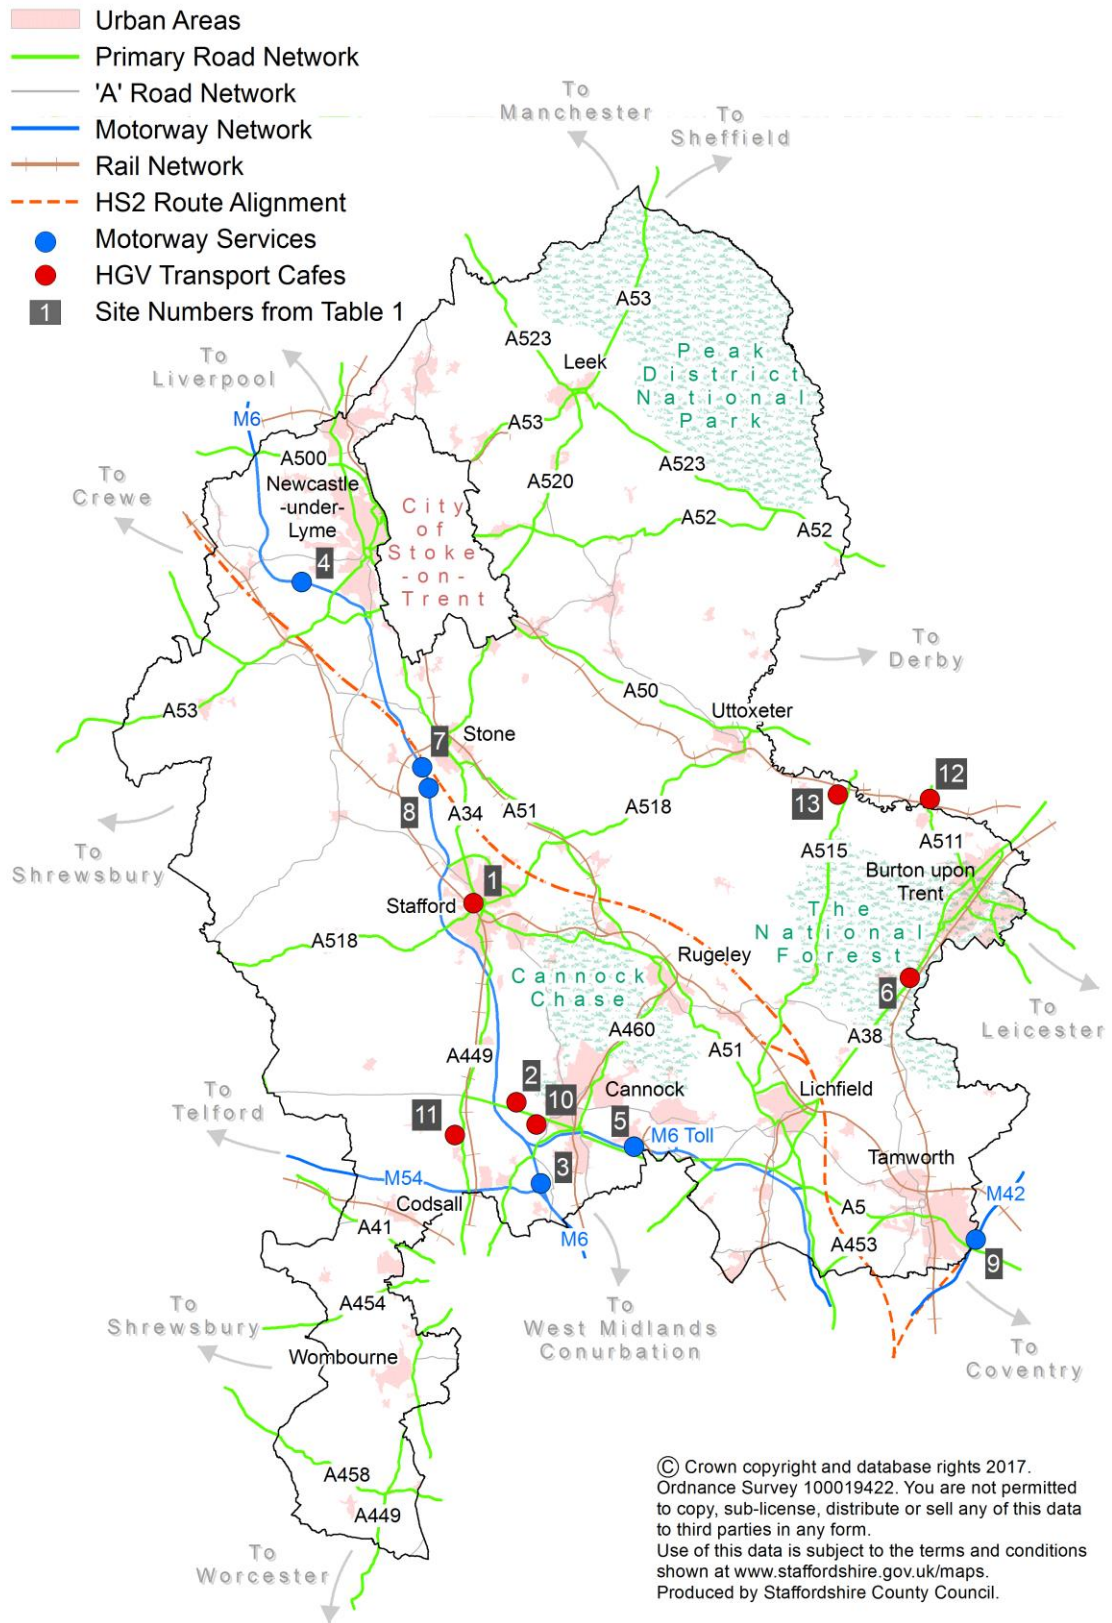 Urban Areas
Primary Road Network
'A' Road Network
Motorway Network
Rail Network
HS2 Route Alignment
Motorway Services
HGV Transport Cafes
1 Site Numbers from Table 1
To
Manchester
To
Sheffield
A53
A523
Leek
Peak
District
National
Park
To
Liverpool
M6
A53
A500
A523
To
Crewe
Newcastle
-under-
Lyme
A520
City
of
Stoke
-on-
Trent
A52
A52
4
To
Derby
A50
A53
Uttoxeter
7
Stone
12
13
8
A34
A51
A518
A511
To
Shrewsbury
A515
Burton upon
Trent
1
Stafford
The
National
Forest
A518
Rugeley
Cannock
Chase
6
To
Leicester
A460
A38
A449
A51
2
Cannock
Lichfield
To
Telford
10
11
5
M6 Toll
Tamworth
3
M54
M42
Codsall
A5
A41
M6
A453
9
To
Shrewsbury
A454
To
West Midlands
Conurbation
To
Coventry
Wombourne
A458
A449
To
Worcester
© Crown copyright and database rights 2017.
Ordnance Survey 100019422. You are not permitted
to copy, sub-license, distribute or sell any of this data
to third parties in any form.
Use of this data is subject to the terms and conditions
shown at www.staffordshire.gov.uk/maps.
Produced by Staffordshire County Council.